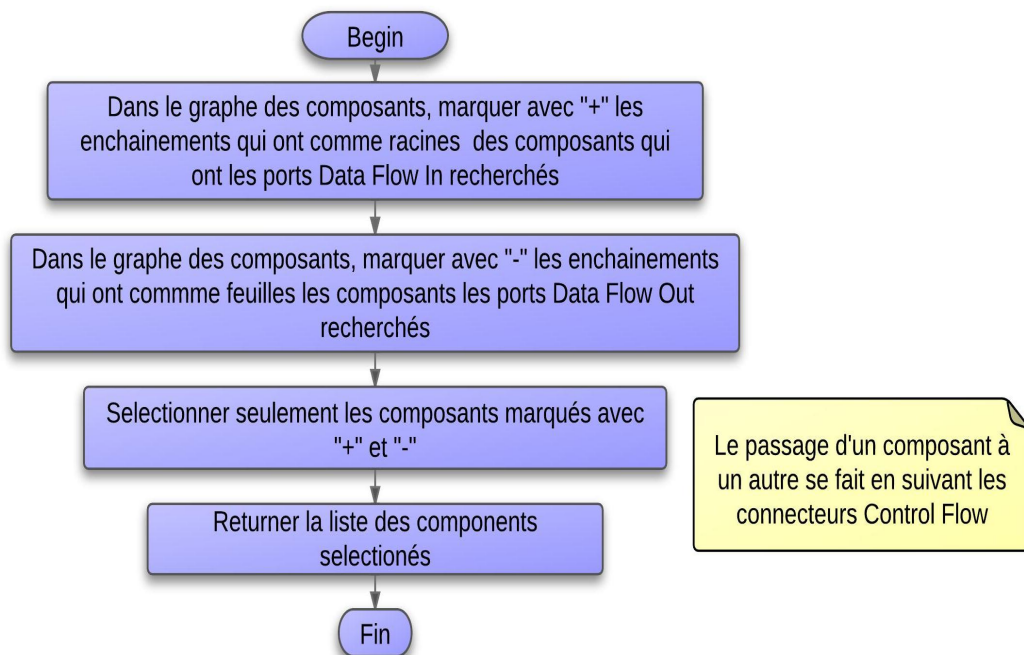 Begin
Dans le graphe des composants, marquer avec "+" les
enchainements qui ont comme racines  des composants qui
ont les ports Data Flow In recherchés
Dans le graphe des composants, marquer avec "-" les enchainements
qui ont commme feuilles les composants les ports Data Flow Out
recherchés
Selectionner seulement les composants marqués avec
"+" et "-"
Le passage d'un composant à
un autre se fait en suivant les
connecteurs Control Flow
Returner la liste des components
selectionés
Fin